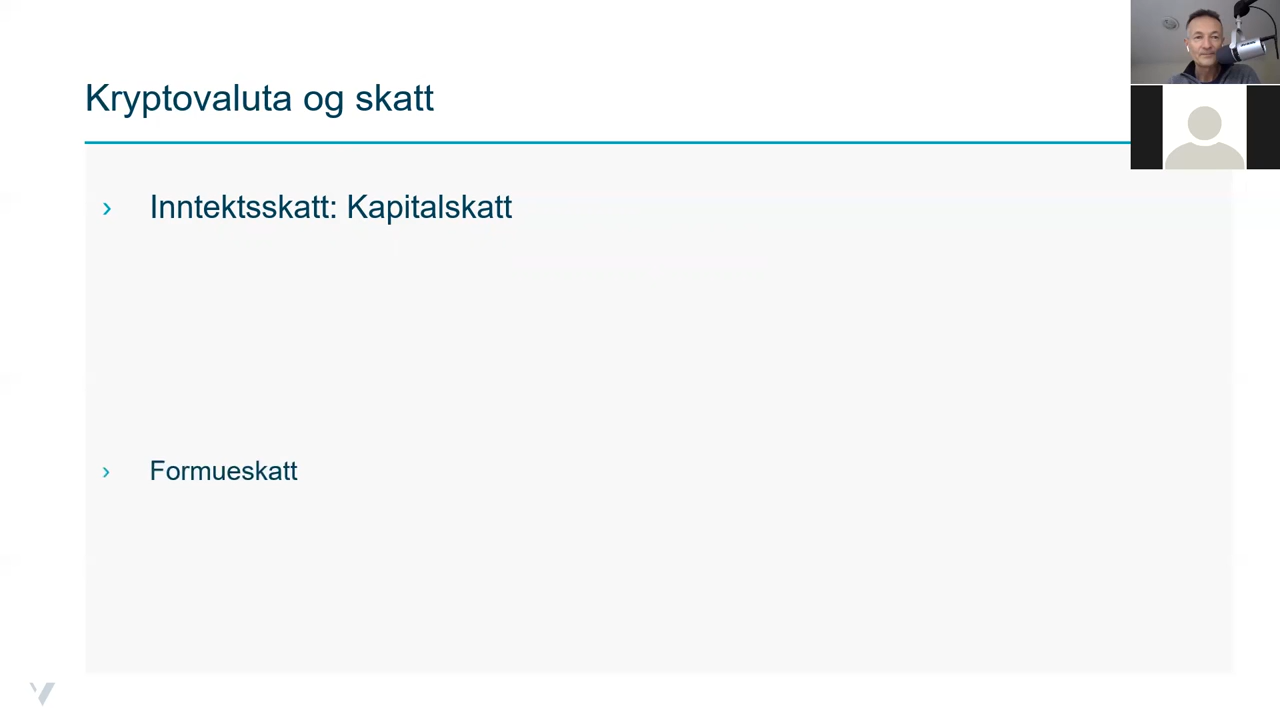 Kryptovaluta og skatt
› Inntektsskatt: Kapitalskatt
› Formueskatt